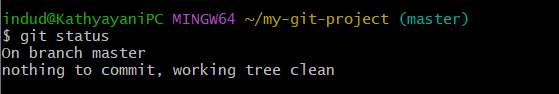 indud@KathyayaniPC MINGW64 ~/my-git-project (master)
$ git status
On branch master
nothing to commit, working tree clean